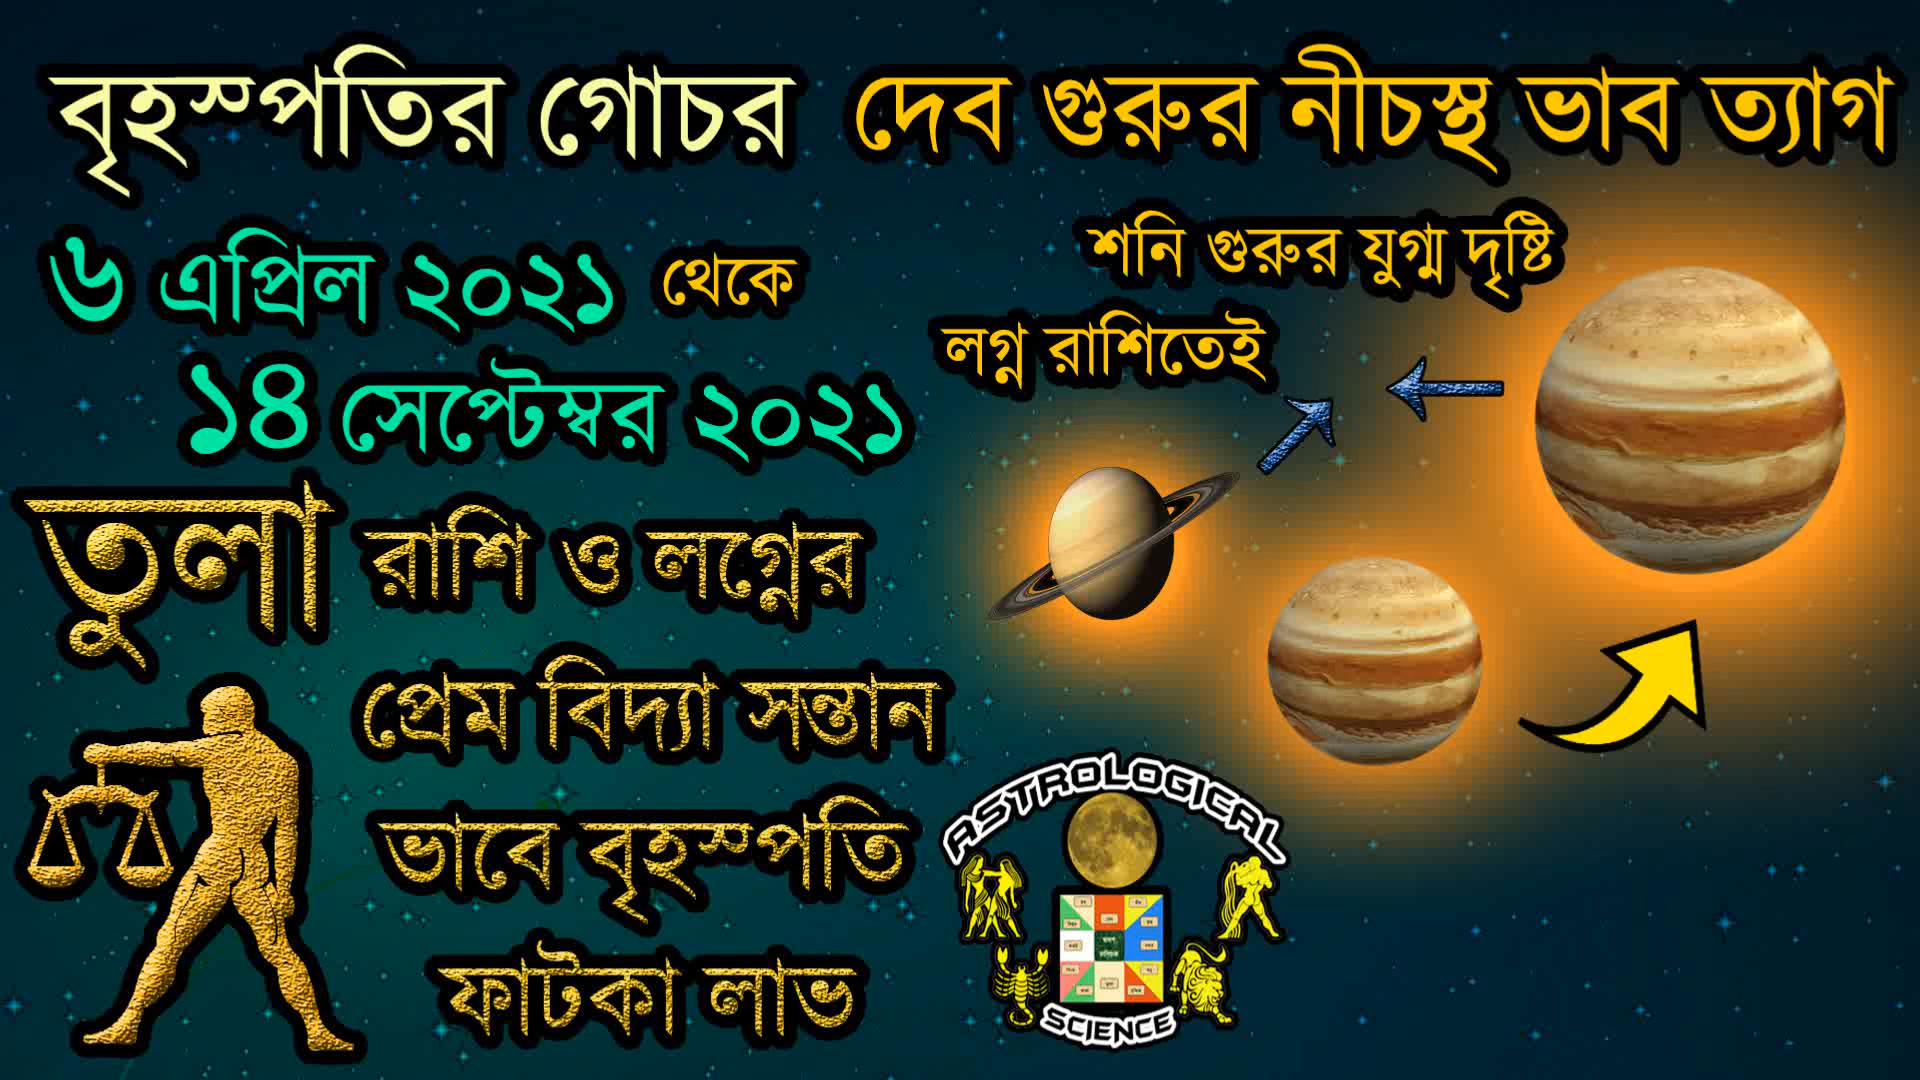 বৃহস্পতির গোচর দেব গুরুর নীচস্থ ভাব ত্যাগ
৬ এপ্রিল ২০২১ থেকে
১৪ সেপ্টেম্বর ২০২১
শনি গুরুর যুগ্ম দৃষ্টি
লগ্ন রাশিতেই
তুলা রাশি ও লগ্নের
প্রেম বিদ্যা সন্তান
ভাবে বৃহস্পতি
ফাটকা লাভ
ASTROLOGICAL
SCIENCE